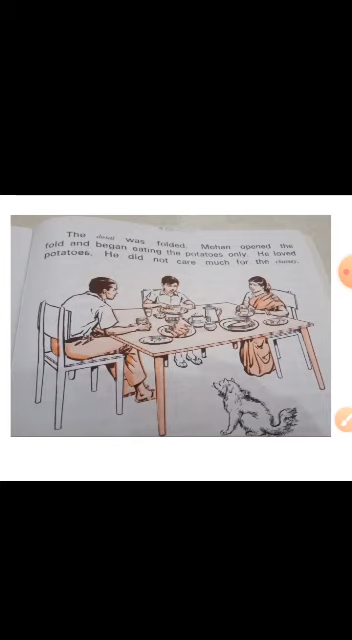 The dosai was folded. Mohan opened the
fold and began eating the potatoes only. He loved
potatoes. He did not care much for the